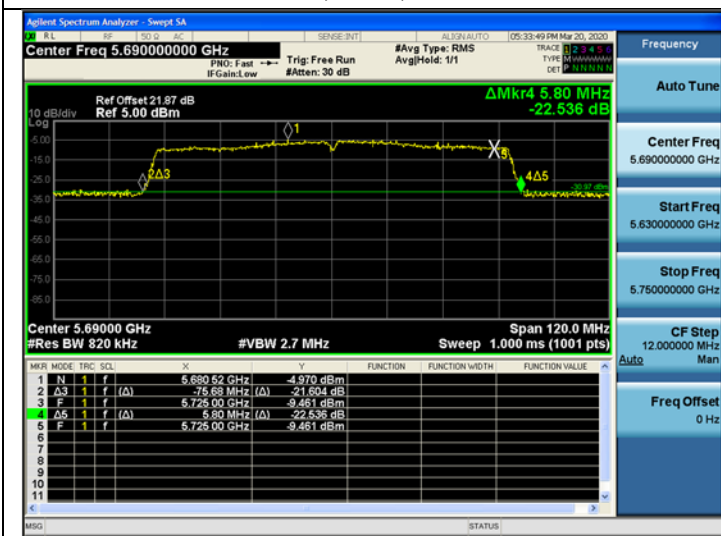 Agilent Spectrum Analyzer - Swept SA
RL RF 50 Ω AC SENSE:INT ALIGNAUTO 05:33:49 PM Mar 20, 2020
Center Freq 5.690000000 GHz
PNO: Fast
IFGain:Low
Trig: Free Run
#Atten: 30 dB
#Avg Type: RMS
Avg|Hold: 1/1
TRACE 1 2 3 4 5 6
TYPE M
DET P N N N N N
Ref Offset 21.87 dB
10 dB/div Ref 5.00 dBm
Log
ΔMkr4 5.80 MHz
-22.536 dB
1
-5.00
-15.0
-25.0
-35.0
-45.0
-55.0
-65.0
-75.0
-85.0
2Δ3
5
4Δ5
-30.97 dBm
Center 5.69000 GHz Span 120.0 MHz
#Res BW 820 kHz #VBW 2.7 MHz Sweep 1.000 ms (1001 pts)
MKR MODE TRC SCL X Y FUNCTION FUNCTION WIDTH FUNCTION VALUE
1 N 1 f 5.680 52 GHz -4.970 dBm
2 Δ3 1 f (Δ) -75.68 MHz (Δ) -21.604 dB
3 F 1 f 5.725 00 GHz -9.461 dBm
4 Δ5 1 f (Δ) 5.80 MHz (Δ) -22.536 dB
5 F 1 f 5.725 00 GHz -9.461 dBm
6
7
8
9
10
11
MSG STATUS
Frequency
Auto Tune
Center Freq
5.690000000 GHz
Start Freq
5.630000000 GHz
Stop Freq
5.750000000 GHz
CF Step
12.000000 MHz
Auto Man
Freq Offset
0 Hz